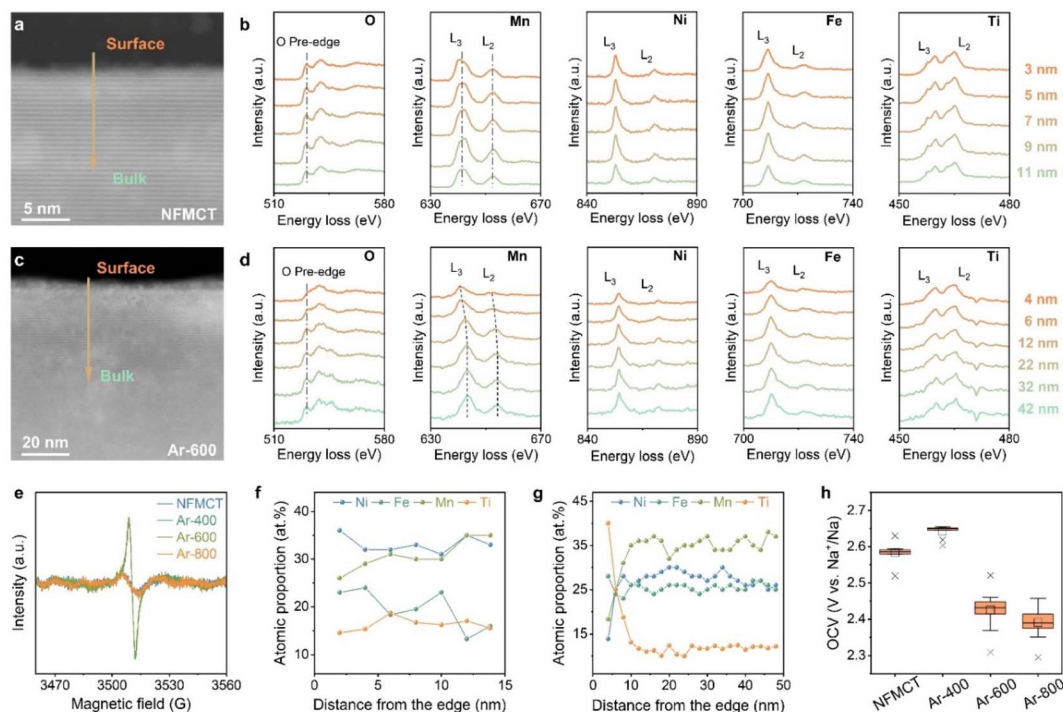 a
Surface
Bulk
5 nm
NFMCT
b
O
O Pre-edge
Intensity (a.u.)
510 580
Energy loss (eV)
Mn
L3
L2
Intensity (a.u.)
630 670
Energy loss (eV)
Ni
L3
L2
Intensity (a.u.)
840 890
Energy loss (eV)
Fe
L3
L2
Intensity (a.u.)
700 740
Energy loss (eV)
Ti
L3
L2
Intensity (a.u.)
450 480
Energy loss (eV)
3 nm
5 nm
7 nm
9 nm
11 nm
c
Surface
Bulk
20 nm
Ar-600
d
O
O Pre-edge
Intensity (a.u.)
510 580
Energy loss (eV)
Mn
L3
L2
Intensity (a.u.)
630 670
Energy loss (eV)
Ni
L3
L2
Intensity (a.u.)
840 890
Energy loss (eV)
Fe
L3
L2
Intensity (a.u.)
700 740
Energy loss (eV)
Ti
L3
L2
Intensity (a.u.)
450 480
Energy loss (eV)
4 nm
6 nm
12 nm
22 nm
32 nm
42 nm
e
NFMCT
Ar-400
Ar-600
Ar-800
Intensity (a.u.)
3470 3500 3530 3560
Magnetic field (G)
f
Ni Fe Mn Ti
Atomic proportion (at.%)
40
30
20
10
0 5 10 15
Distance from the edge (nm)
g
Ni Fe Mn Ti
Atomic proportion (at.%)
45
35
25
15
5
0 10 20 30 40 50
Distance from the edge (nm)
h
OCV (V vs. Na+/Na)
2.6
2.5
2.4
2.3
NFMCT
Ar-400
Ar-600
Ar-800